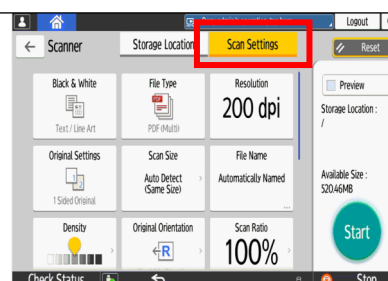 Logout
Scanner
Storage Location
Scan Settings
Reset
Black & White
Text / Line Art
File Type
PDF (Multi)
Resolution
200 dpi
Preview
Storage Location :
/
Original Settings
1 Sided Original
Scan Size
Auto Detect
(Same Size)
File Name
Automatically Named
...
Available Size :
520.46MB
Density
Original Orientation
R
Scan Ratio
100%
Start
Check Status
Stop